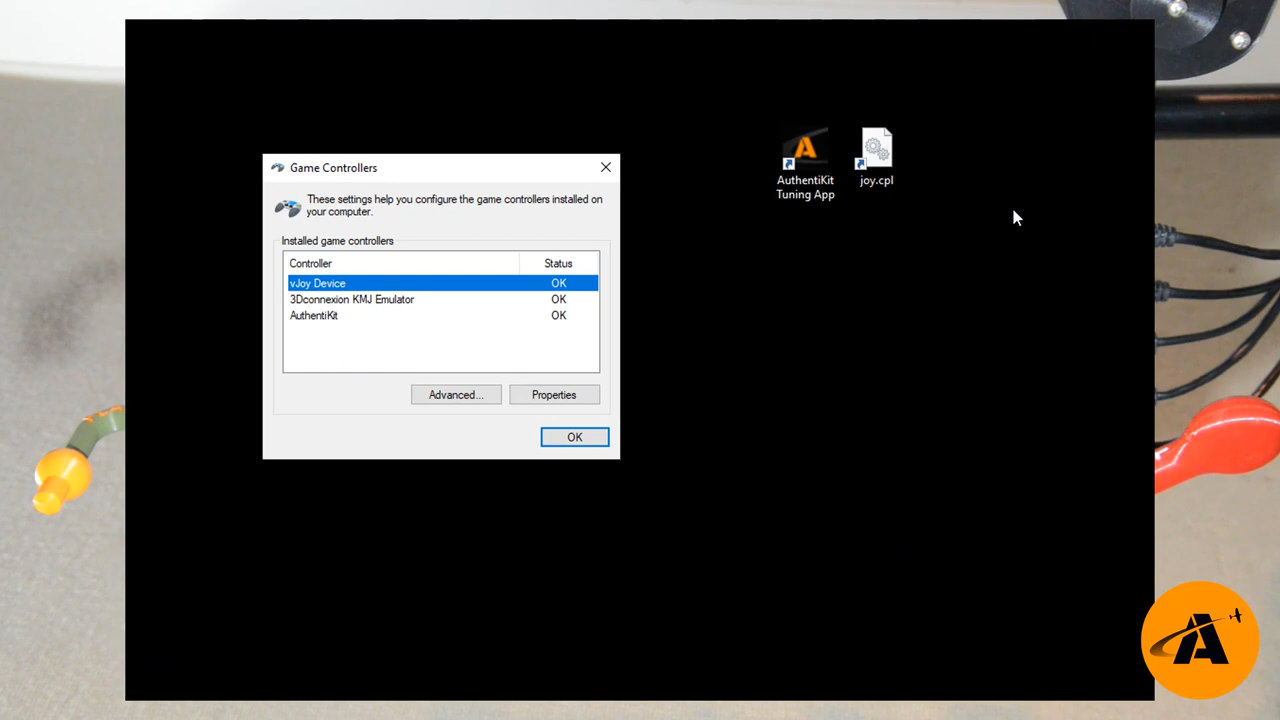 Game Controllers
These settings help you configure the game controllers installed on
your computer.
Installed game controllers
Controller Status
vJoy Device OK
3Dconnexion KMJ Emulator OK
AuthentiKit OK
Advanced... Properties
OK
AuthentiKit
Tuning App
joy.cpl